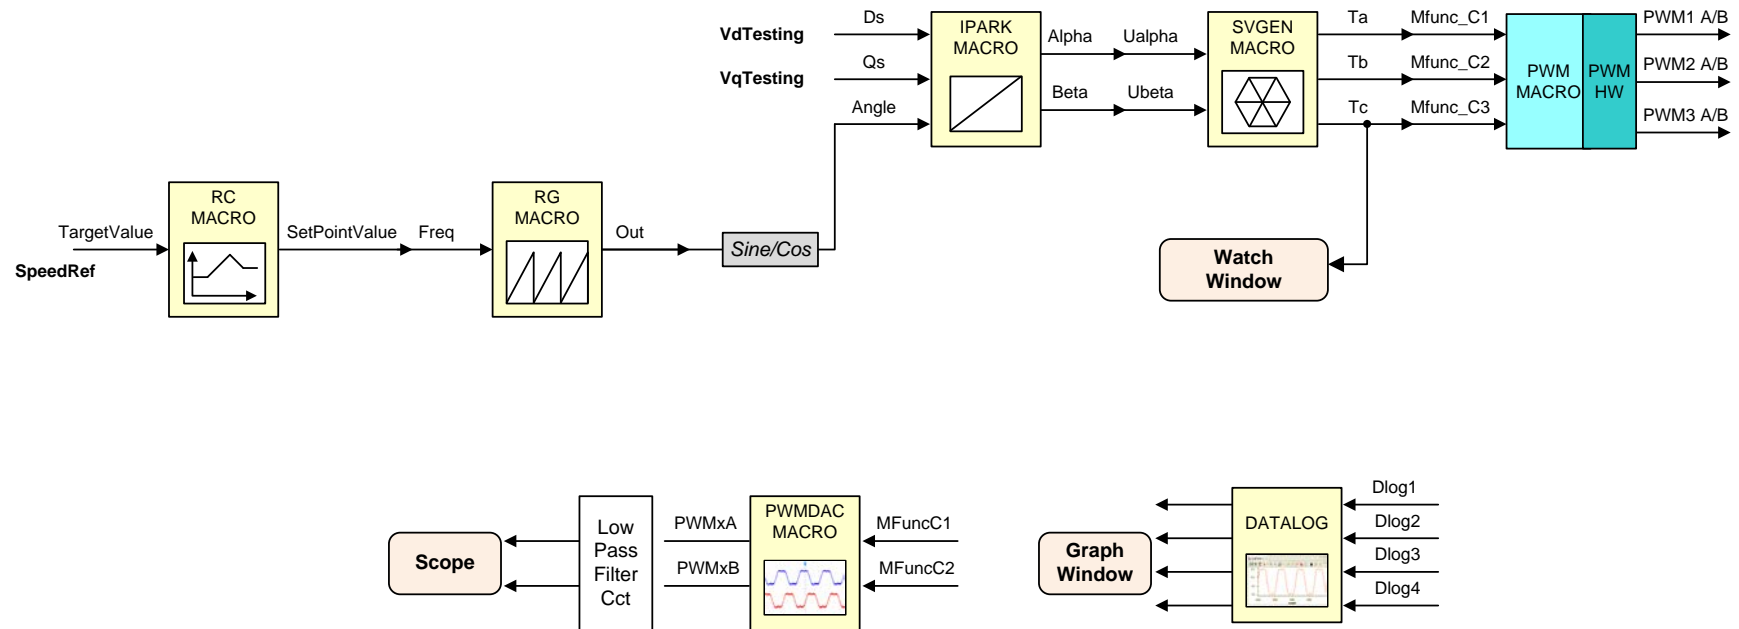 Ds
VdTesting
Qs
VqTesting
Angle
IPARK
MACRO
Alpha
Ualpha
Beta
Ubeta
SVGEN
MACRO
Ta
Mfunc_C1
Tb
Mfunc_C2
Tc
Mfunc_C3
PWM
MACRO
PWM
HW
PWM1 A/B
PWM2 A/B
PWM3 A/B
TargetValue
SpeedRef
RC
MACRO
SetPointValue
Freq
RG
MACRO
Out
Sine/Cos
Watch
Window
Scope
Low
Pass
Filter
Cct
PWMxA
PWMxB
PWMDAC
MACRO
MFuncC1
MFuncC2
Graph
Window
DATALOG
Dlog1
Dlog2
Dlog3
Dlog4